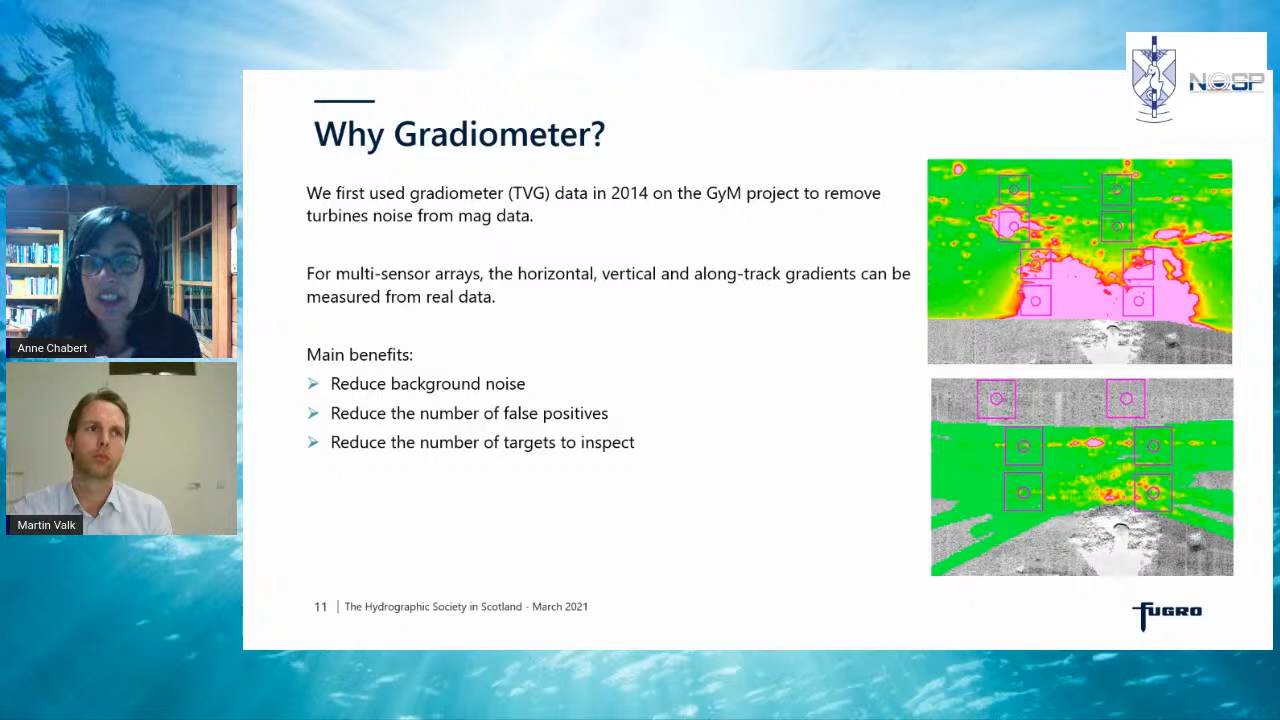 NOSP
Why Gradiometer?
We first used gradiometer (TVG) data in 2014 on the GyM project to remove
turbines noise from mag data.
For multi-sensor arrays, the horizontal, vertical and along-track gradients can be
measured from real data.
Main benefits:
Reduce background noise
Reduce the number of false positives
Reduce the number of targets to inspect
Anne Chabert
Martin Valk
11 | The Hydrographic Society in Scotland - March 2021
FUGRO